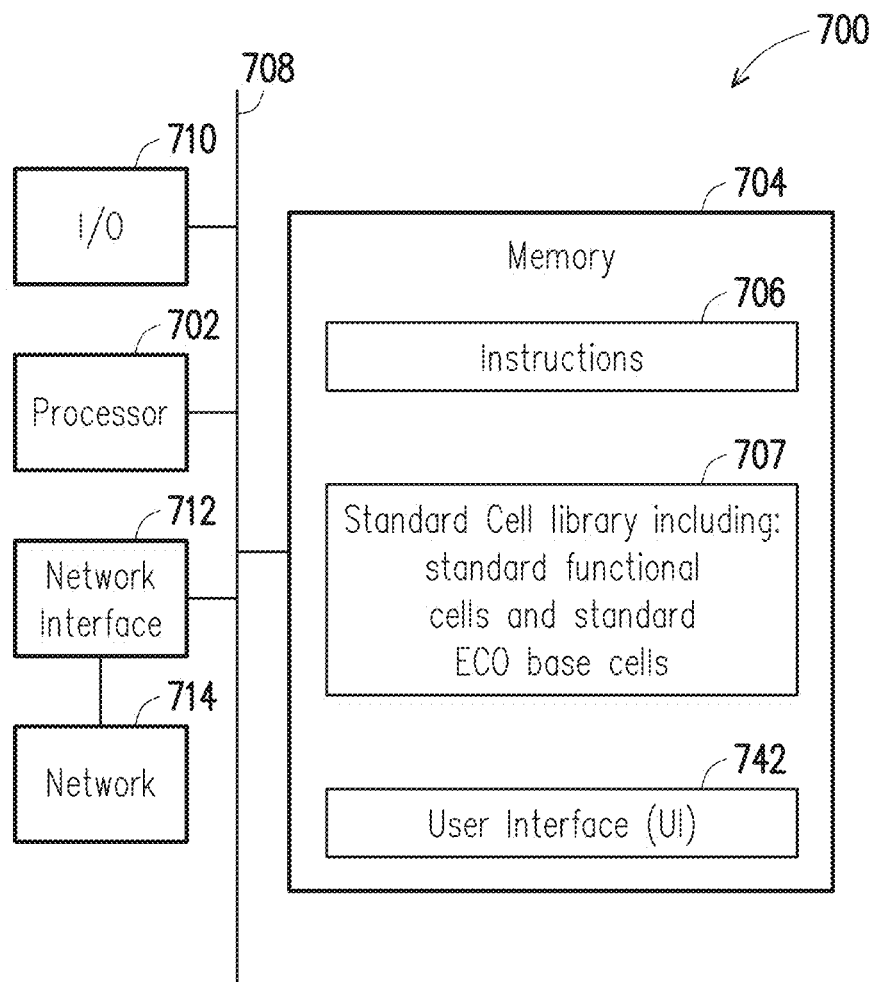 700
708
710
I/O
704
Memory
706
Instructions
702
Processor
707
Standard Cell library including:
standard functional
cells and standard
ECO base cells
712
Network
Interface
714
Network
742
User Interface (UI)